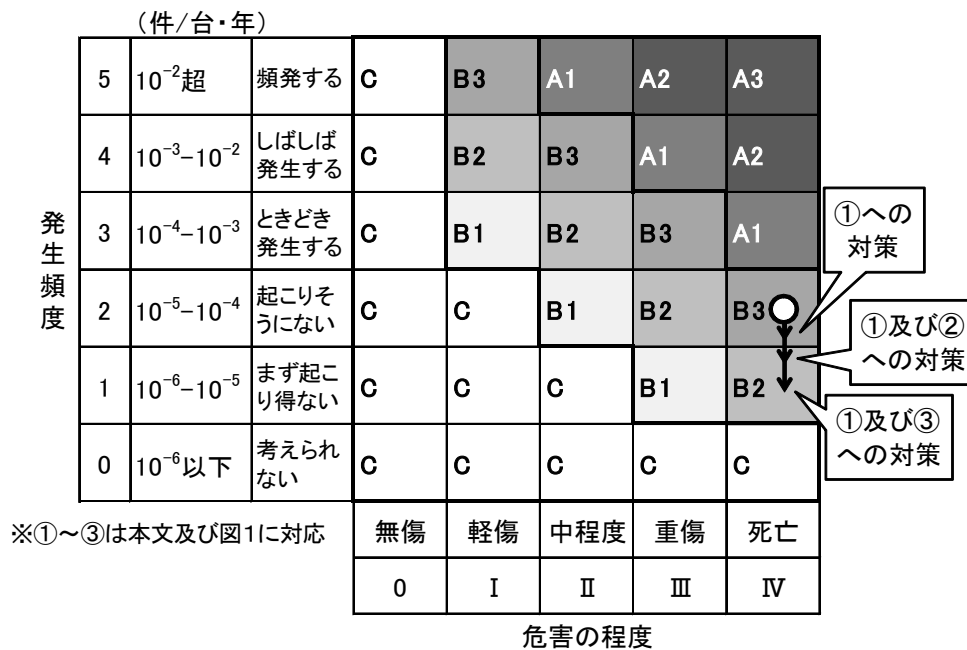 (件/台・年)
5 10⁻²超 頻発する C B3 A1 A2 A3
4 10⁻³−10⁻² しばしば C B2 B3 A1 A2
発生する
3 10⁻⁴−10⁻³ ときどき C B1 B2 B3 A1
発生する
2 10⁻⁵−10⁻⁴ 起こりそ C C B1 B2 B3
うにない
1 10⁻⁶−10⁻⁵ まず起こ C C C B1 B2
り得ない
0 10⁻⁶以下 考えられ C C C C C
ない
発生頻度
①への
対策
①及び②
への対策
①及び③
への対策
※①～③は本文及び図1に対応
無傷 軽傷 中程度 重傷 死亡
0 Ⅰ Ⅱ Ⅲ Ⅳ
危害の程度